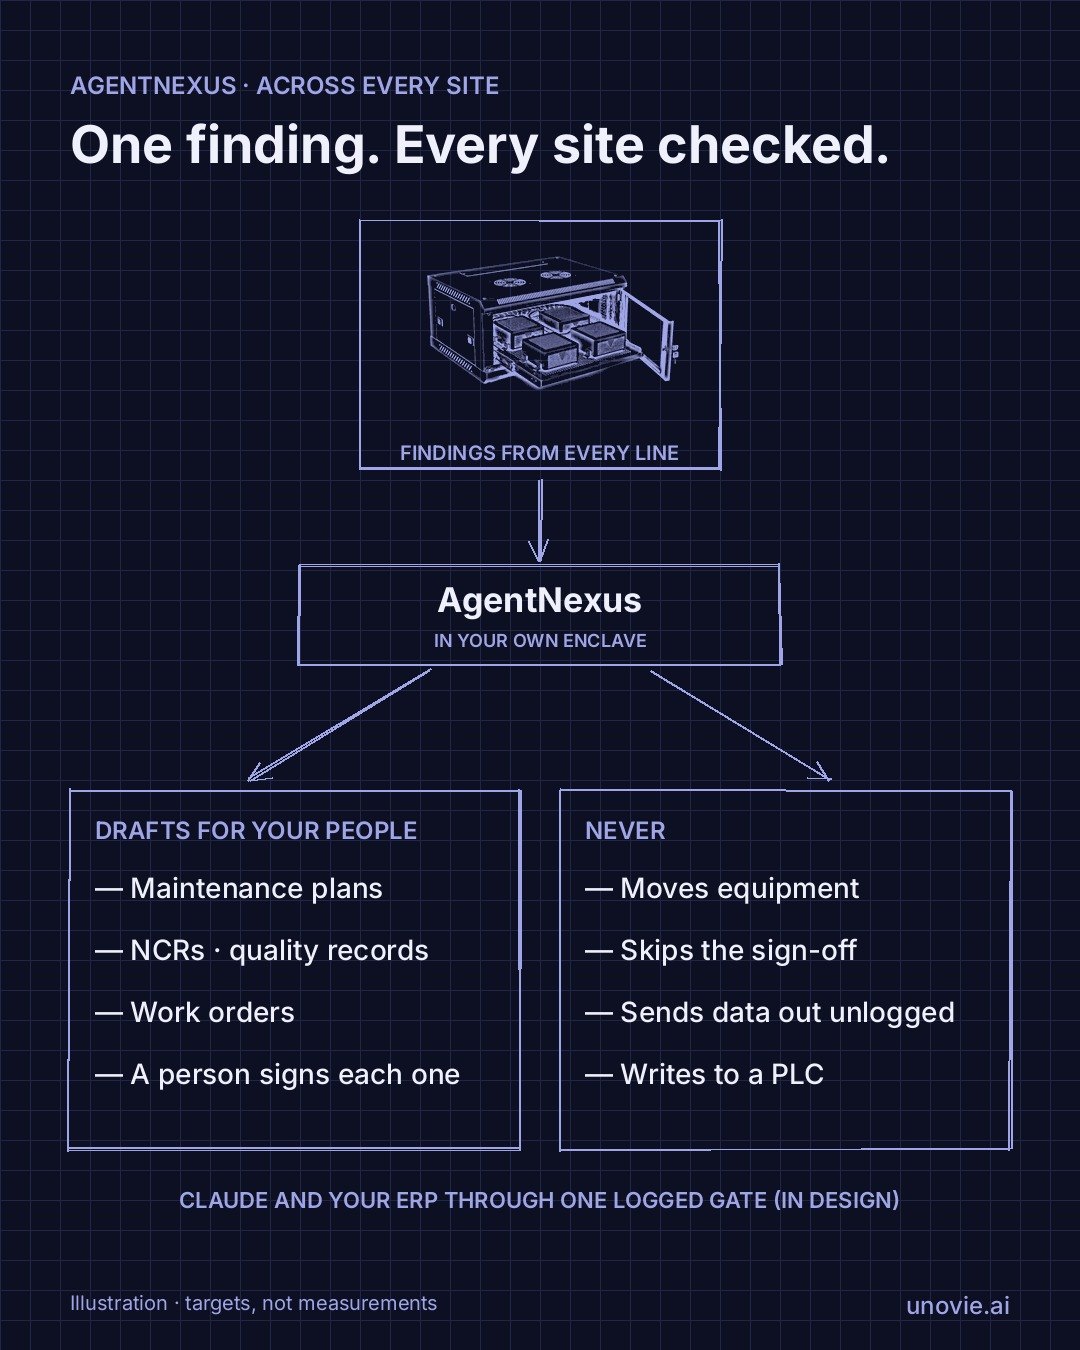 AGENTNEXUS · ACROSS EVERY SITE
One finding. Every site checked.
FINDINGS FROM EVERY LINE
AgentNexus
IN YOUR OWN ENCLAVE
DRAFTS FOR YOUR PEOPLE
— Maintenance plans
— NCRs · quality records
— Work orders
— A person signs each one
NEVER
— Moves equipment
— Skips the sign-off
— Sends data out unlogged
— Writes to a PLC
CLAUDE AND YOUR ERP THROUGH ONE LOGGED GATE (IN DESIGN)
Illustration · targets, not measurements
unovie.ai